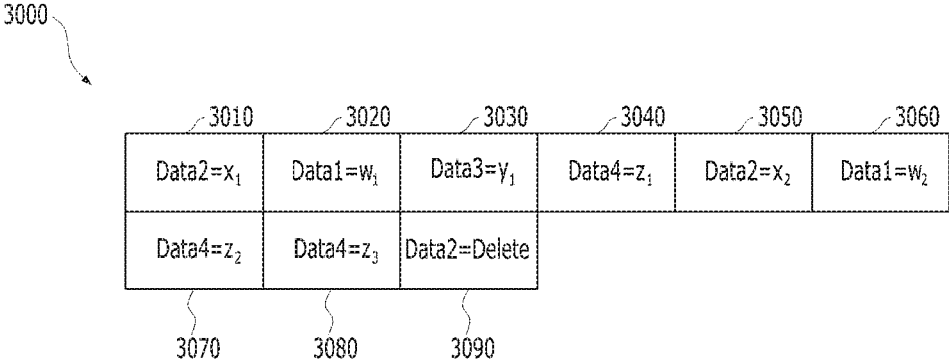 3000
3010 3020 3030 3040 3050 3060
Data2=x₁ Data1=w₁ Data3=y₁ Data4=z₁ Data2=x₂ Data1=w₂
Data4=z₂ Data4=z₃ Data2=Delete
3070 3080 3090